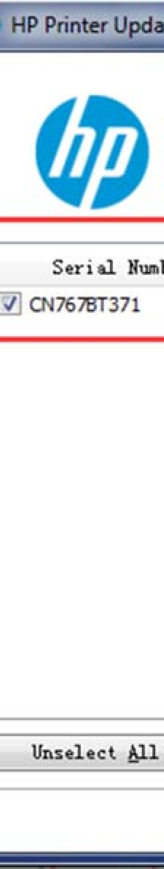 HP Printer Upda
hp
Serial Numb
CN767BT371
Unselect All